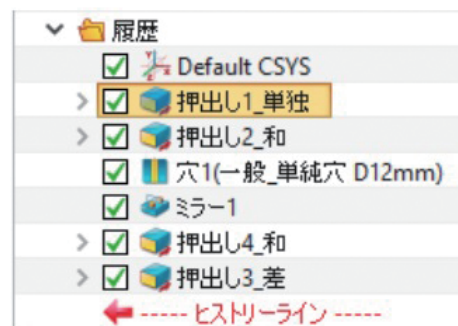 履歴
Default CSYS
押出し1_単独
押出し2_和
穴1(一般_単純穴 D12mm)
ミラー1
押出し4_和
押出し3_差
----- ヒストリーライン -----